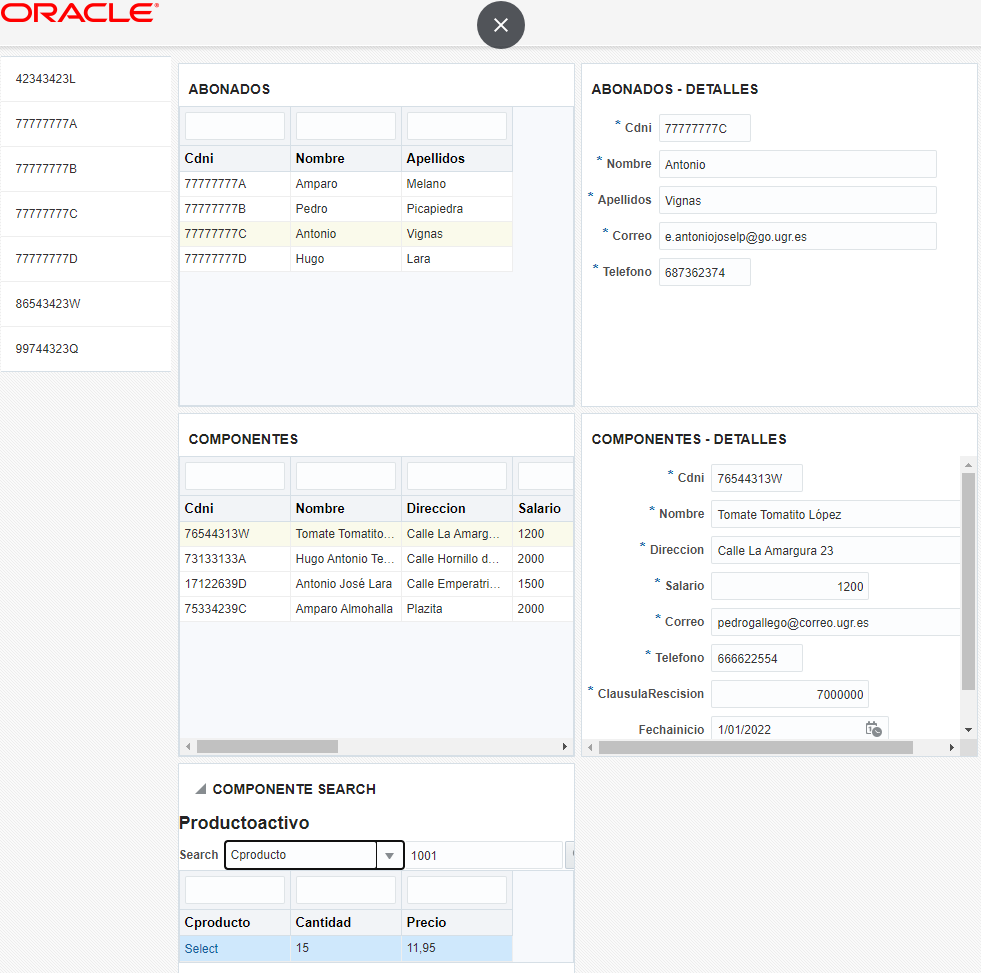 ORACLE
42343423L
77777777A
77777777B
77777777C
77777777D
86543423W
99744323Q
ABONADOS
Cdni Nombre Apellidos
77777777A Amparo Melano
77777777B Pedro Picapiedra
77777777C Antonio Vignas
77777777D Hugo Lara
ABONADOS - DETALLES
* Cdni 77777777C
* Nombre Antonio
* Apellidos Vignas
* Correo e.antoniojoselp@go.ugr.es
* Telefono 687362374
COMPONENTES
Cdni Nombre Direccion Salario
76544313W Tomate Tomatito... Calle La Amarg... 1200
73133133A Hugo Antonio Te... Calle Hornillo d... 2000
17122639D Antonio José Lara Calle Emperatri... 1500
75334239C Amparo Almohalla Plazita 2000
COMPONENTES - DETALLES
* Cdni 76544313W
* Nombre Tomate Tomatito López
* Direccion Calle La Amargura 23
* Salario 1200
* Correo pedrogallego@correo.ugr.es
* Telefono 666622554
* ClausulaRescision 7000000
Fechainicio 1/01/2022
COMPONENTE SEARCH
Productoactivo
Search Cproducto 1001
Cproducto Cantidad Precio
Select 15 11,95